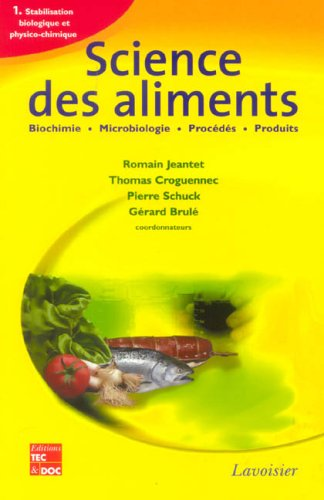 1. Stabilisation
biologique et
physico-chimique
Science
des aliments
Biochimie • Microbiologie • Procédés • Produits
Romain Jeantet
Thomas Croguennec
Pierre Schuck
Gérard Brulé
coordonnateurs
Editions
TEC
& DOC
Lavoisier